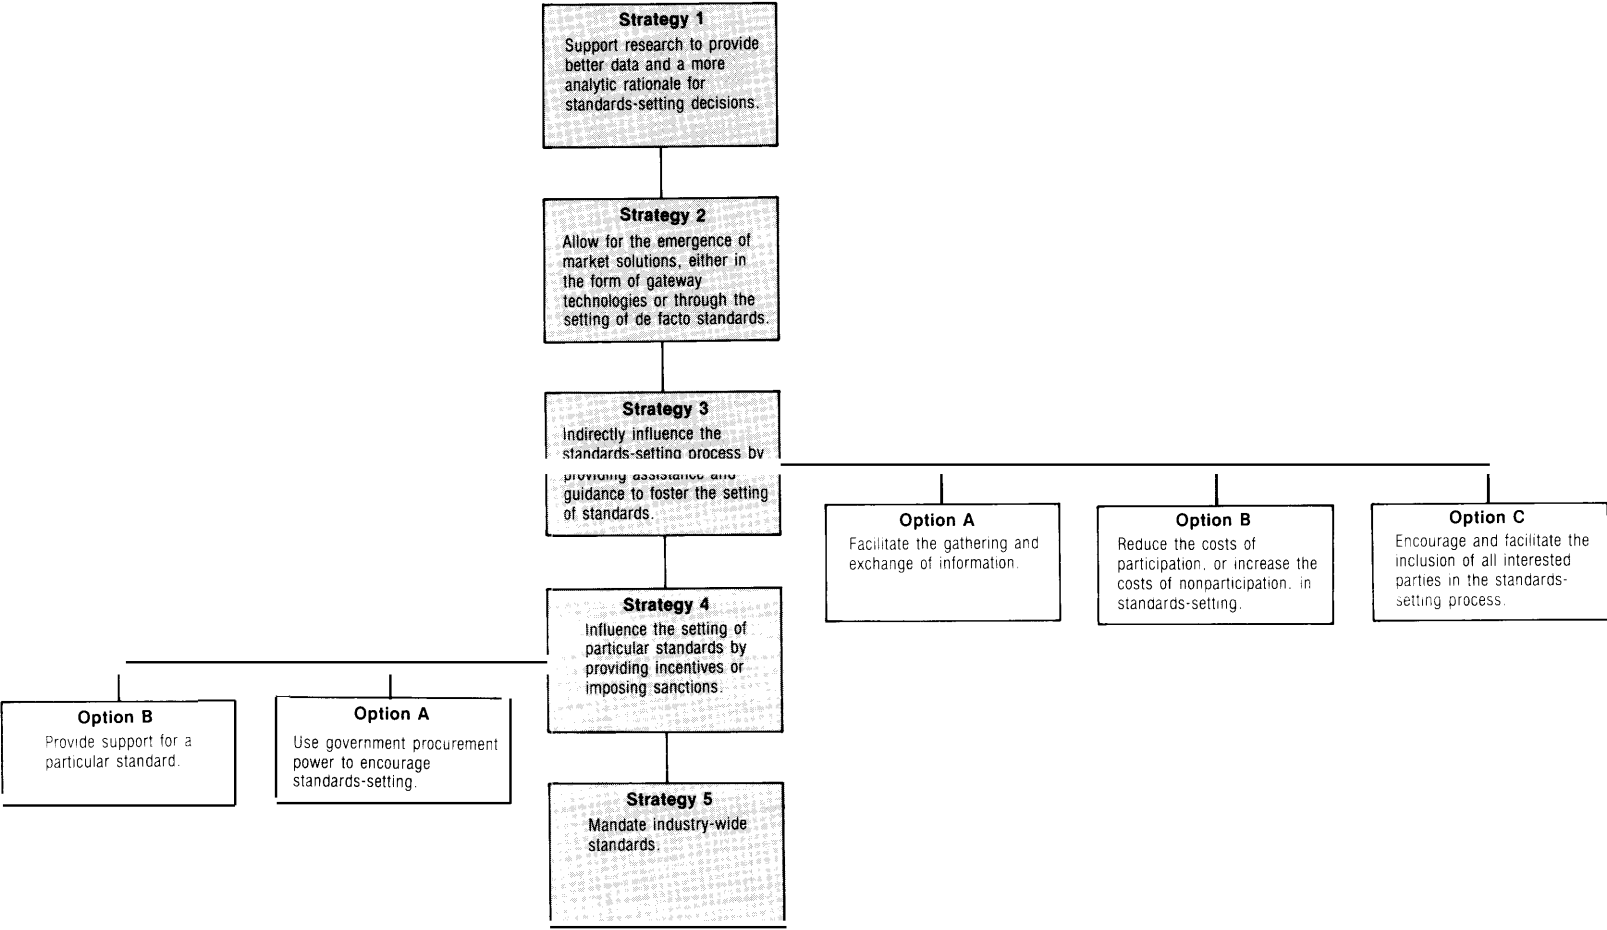 Strategy 1
Support research to provide
better data and a more
analytic rationale for
standards-setting decisions.
Strategy 2
Allow for the emergence of
market solutions, either in
the form of gateway
technologies or through the
setting of de facto standards.
Strategy 3
Indirectly influence the
standards-setting process by
providing assistance and
guidance to foster the setting
of standards.
Option A
Facilitate the gathering and
exchange of information.
Option B
Reduce the costs of
participation, or increase the
costs of nonparticipation, in
standards-setting.
Option C
Encourage and facilitate the
inclusion of all interested
parties in the standards-
setting process.
Strategy 4
Influence the setting of
particular standards by
providing incentives or
imposing sanctions.
Option B
Provide support for a
particular standard.
Option A
Use government procurement
power to encourage
standards-setting.
Strategy 5
Mandate industry-wide
standards.